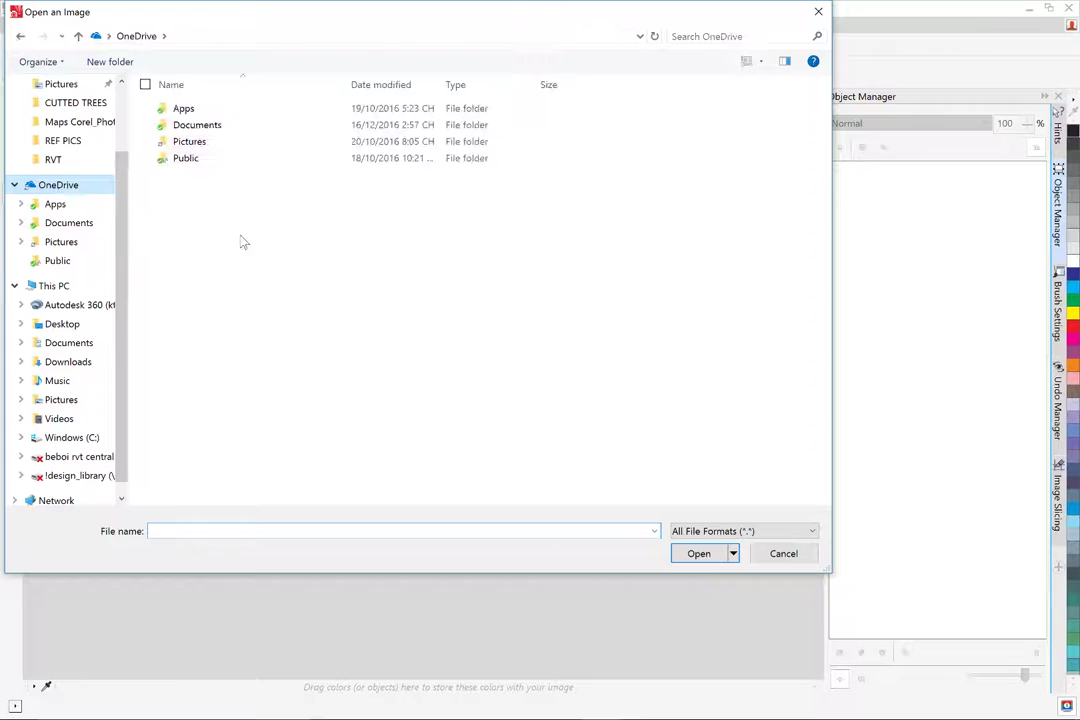 Open an Image
OneDrive
Search OneDrive
Organize
New folder
Pictures
CUTTED TREES
Maps Corel_Phot
REF PICS
RVT
OneDrive
Apps
Documents
Pictures
Public
This PC
Autodesk 360 (kt
Desktop
Documents
Downloads
Music
Pictures
Videos
Windows (C:)
beboi rvt central
!design_library (\
Network
Name Date modified Type Size
Apps 19/10/2016 5:23 CH File folder
Documents 16/12/2016 2:57 CH File folder
Pictures 20/10/2016 8:05 CH File folder
Public 18/10/2016 10:21 ... File folder
File name:
All File Formats (*.*)
Open
Cancel
Object Manager
Normal 100 %
Hints
Object Manager
Brush Settings
Undo Manager
Image Slicing
Drag colors (or objects) here to store these colors with your image